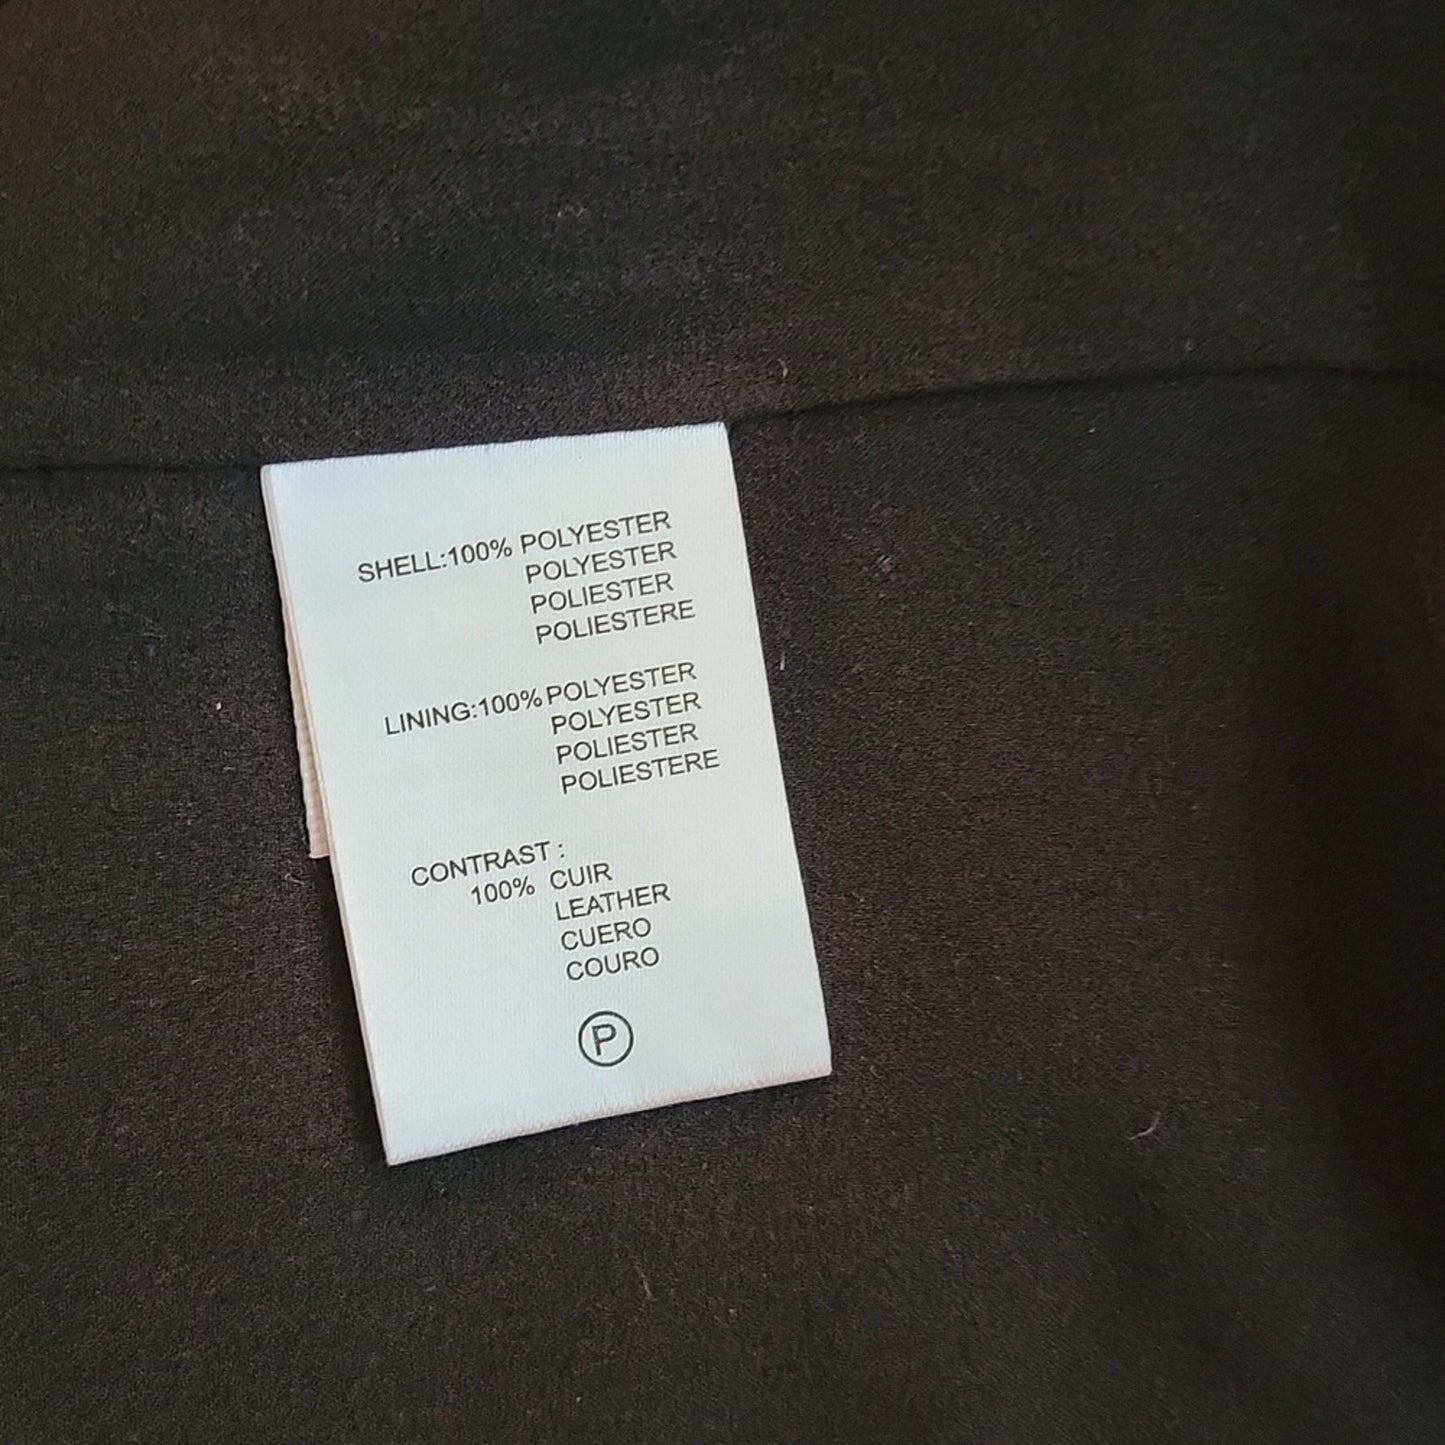 SHELL:100% POLYESTER
POLYESTER
POLIESTER
POLIESTERE
LINING:100% POLYESTER
POLYESTER
POLIESTER
POLIESTERE
CONTRAST :
100% CUIR
LEATHER
CUERO
COURO
P